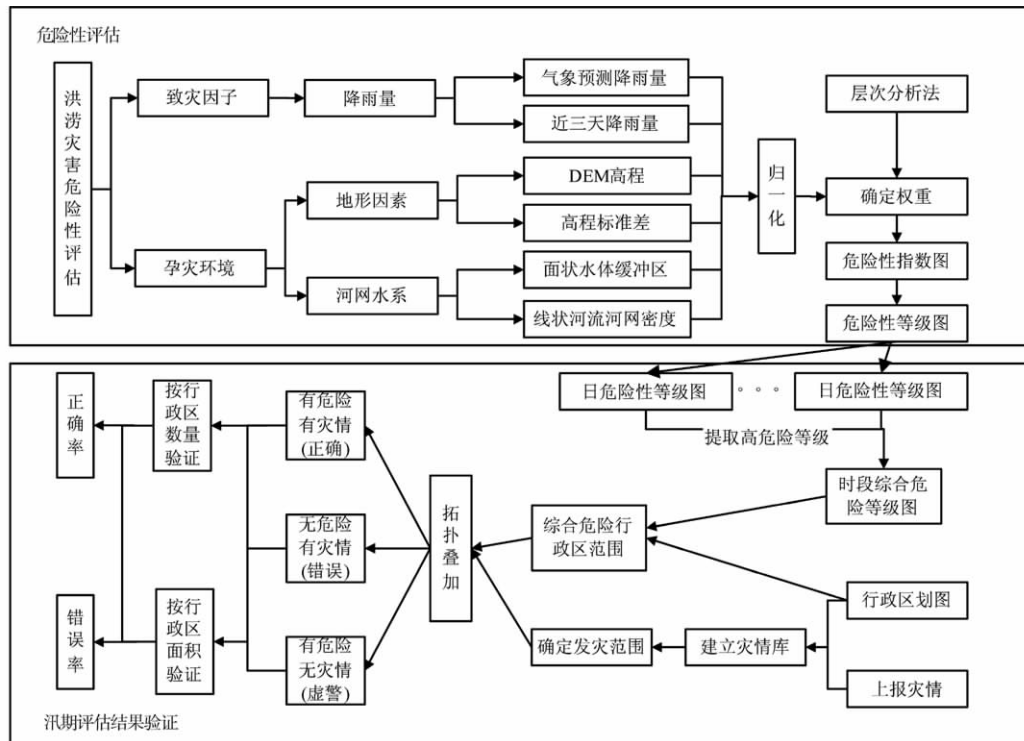 危险性评估
洪涝灾害危险性评估
致灾因子
降雨量
气象预测降雨量
近三天降雨量
孕灾环境
地形因素
DEM高程
高程标准差
河网水系
面状水体缓冲区
线状河流河网密度
归一化
层次分析法
确定权重
危险性指数图
危险性等级图
日危险性等级图
。。。
日危险性等级图
提取高危险等级
时段综合危
险等级图
综合危险行
政区范围
行政区划图
上报灾情
建立灾情库
确定发灾范围
拓扑叠加
有危险
有灾情
(正确)
无危险
有灾情
(错误)
有危险
无灾情
(虚警)
按行
政区
数量
验证
按行
政区
面积
验证
正确率
错误率
汛期评估结果验证